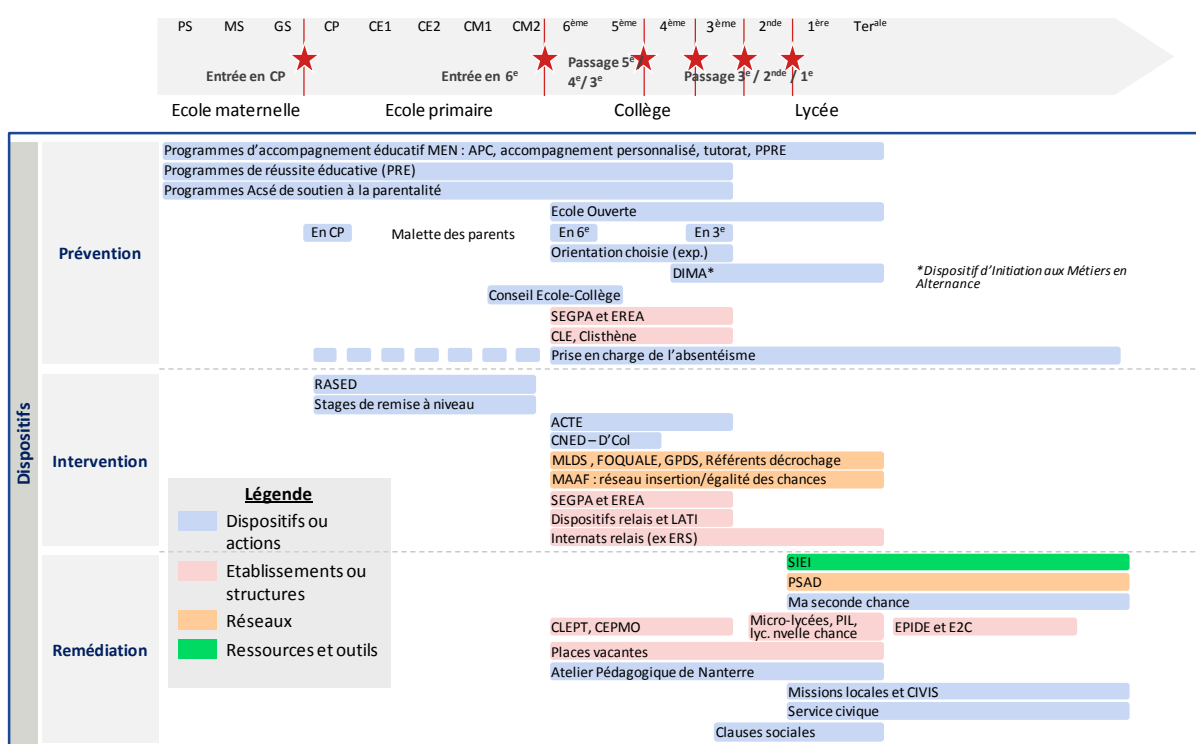 PS MS GS CP CE1 CE2 CM1 CM2 6ème 5ème 4ème 3ème 2nde 1ère Terale
Entrée en CP
Entrée en 6e
Passage 5e /
4e/ 3e
Passage 3e / 2nde / 1e
Ecole maternelle
Ecole primaire
Collège
Lycée
Dispositifs
Prévention
Programmes d'accompagnement éducatif MEN : APC, accompagnement personnalisé, tutorat, PPRE
Programmes de réussite éducative (PRE)
Programmes Acsé de soutien à la parentalité
Ecole Ouverte
En CP
Malette des parents
En 6e
En 3e
Orientation choisie (exp.)
DIMA*
*Dispositif d'Initiation aux Métiers en
Alternance
Conseil Ecole-Collège
SEGPA et EREA
CLE, Clisthène
Prise en charge de l'absentéisme
Intervention
RASED
Stages de remise à niveau
ACTE
CNED – D'Col
MLDS , FOQUALE, GPDS, Référents décrochage
MAAF : réseau insertion/égalité des chances
SEGPA et EREA
Dispositifs relais et LATI
Internats relais (ex ERS)
Légende
Dispositifs ou
actions
Etablissements ou
structures
Réseaux
Ressources et outils
Remédiation
SIEI
PSAD
Ma seconde chance
CLEPT, CEPMO
Micro-lycées, PIL,
lyc. nvelle chance
EPIDE et E2C
Places vacantes
Atelier Pédagogique de Nanterre
Missions locales et CIVIS
Service civique
Clauses sociales